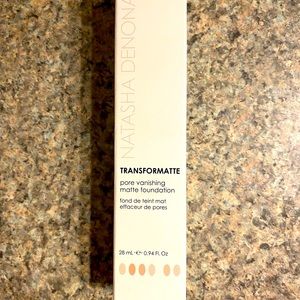 NATASHA DENONA
TRANSFORMATTE
pore vanishing
matte foundation
fond de teint mat
effaceur de pores
28 mL ·℮· 0.94 Fl. Oz